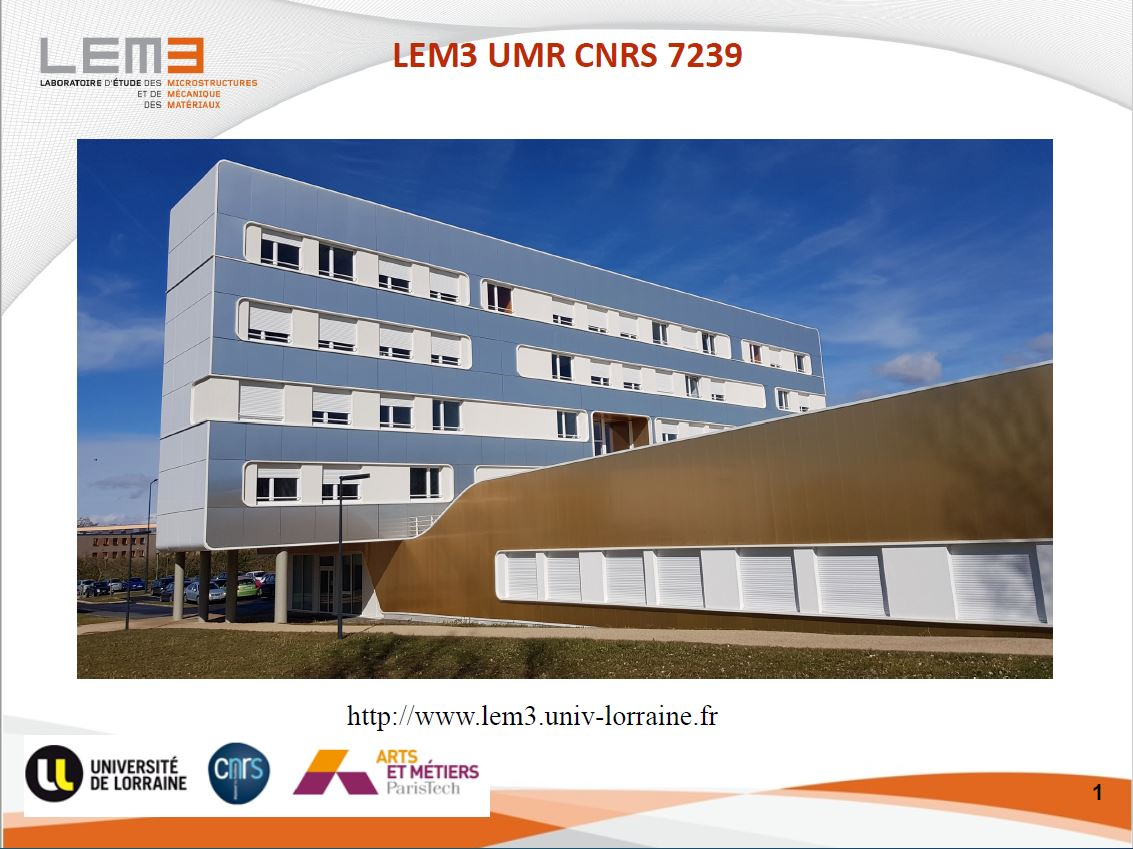 LEM3
LABORATOIRE D'ÉTUDE DES MICROSTRUCTURES
ET DE MÉCANIQUE
DES MATÉRIAUX
LEM3 UMR CNRS 7239
http://www.lem3.univ-lorraine.fr
UNIVERSITÉ
DE LORRAINE
cnrs
ARTS
ET MÉTIERS
ParisTech
1